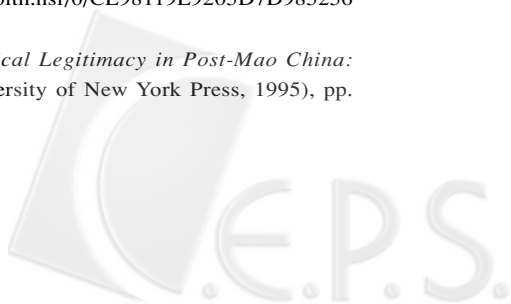 ical Legitimacy in Post-Mao China:
ersity of New York Press, 1995), pp.
C.E.P.S.